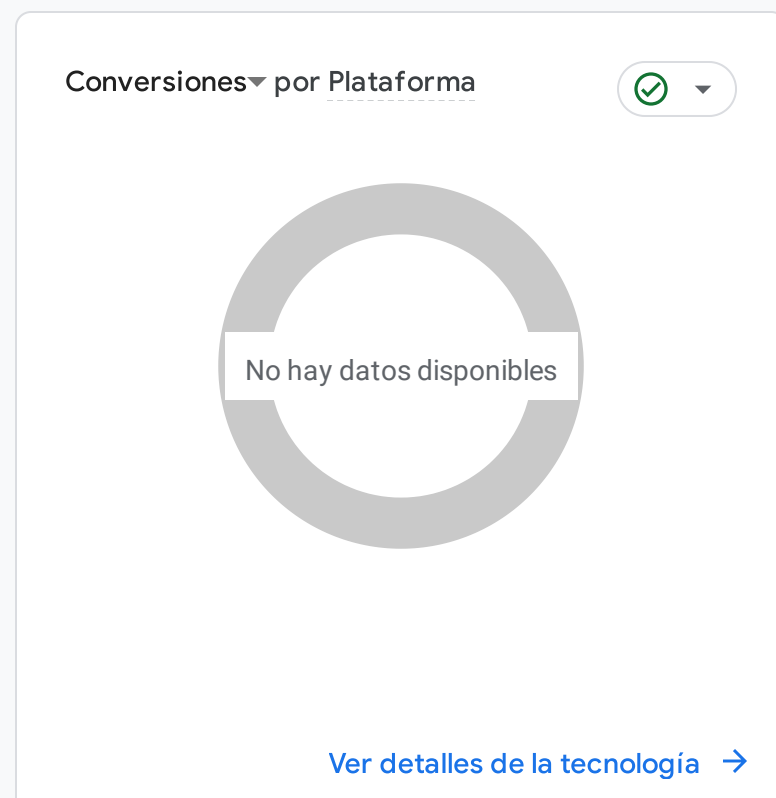 Conversiones por Plataforma
No hay datos disponibles
Ver detalles de la tecnología